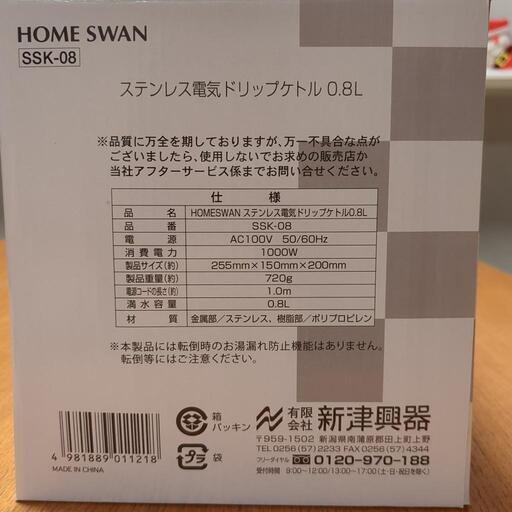 HOME SWAN
SSK-08
ステンレス電気ドリップケトル 0.8L
※品質に万全を期しておりますが、万一不具合な点が
ございましたら、使用しないでお求めの販売店か
当社アフターサービス係までお問い合せください。
仕 様
品 名 HOMESWAN ステンレス電気ドリップケトル0.8L
品 番 SSK-08
電 源 AC100V 50/60Hz
消費電力 1000W
製品サイズ(約) 255mm×150mm×200mm
製品重量(約) 720g
電源コードの長さ(約) 1.0m
満水容量 0.8L
材 質 金属部/ステンレス、樹脂部/ポリプロピレン
※本製品には転倒時のお湯漏れ防止機能はありません。
転倒等にはご注意ください。
4 981889 011218
MADE IN CHINA
箱
パッキン
プラ
袋
有限会社 新津興器
〒959-1502 新潟県南蒲原郡田上町上野
TEL 0256(57)2233 FAX 0256(57)4344
フリーダイヤル 0120-970-188
受付時間 9:00~12:00/13:00~17:00(土・日・祝日を除く)